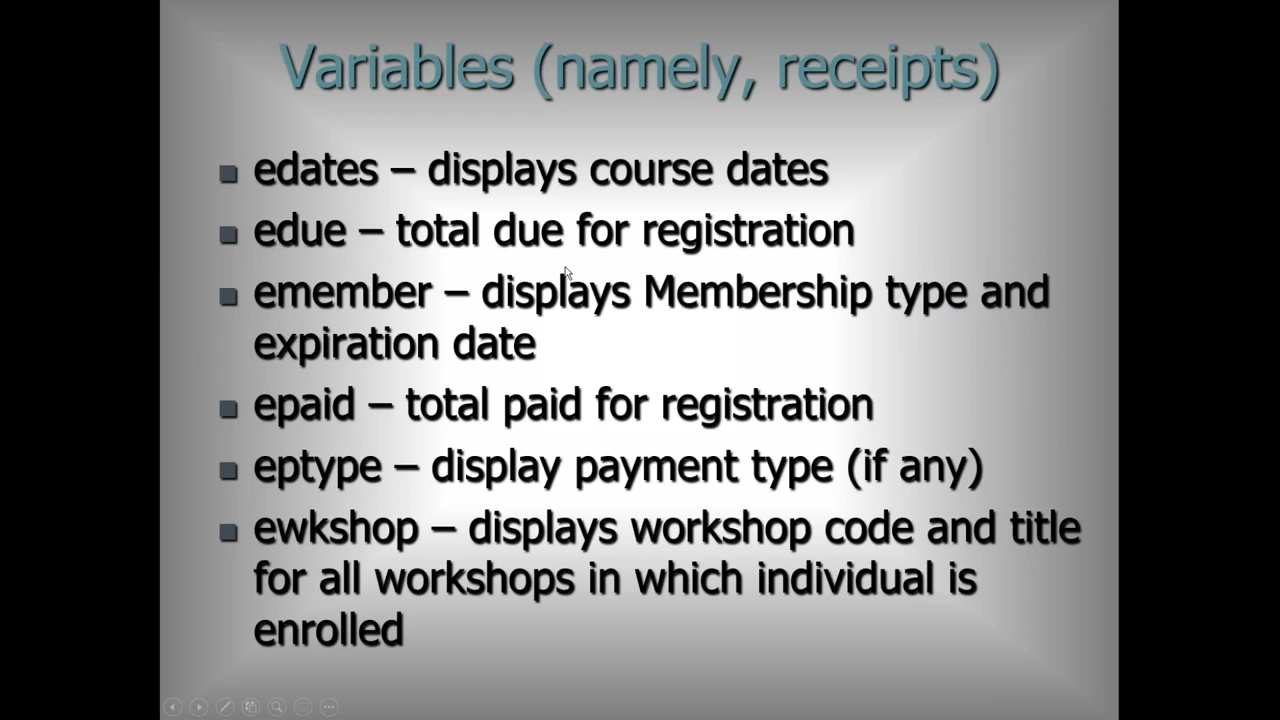 Variables (namely, receipts)
edates – displays course dates
edue – total due for registration
emember – displays Membership type and
expiration date
epaid – total paid for registration
eptype – display payment type (if any)
ewkshop – displays workshop code and title
for all workshops in which individual is
enrolled